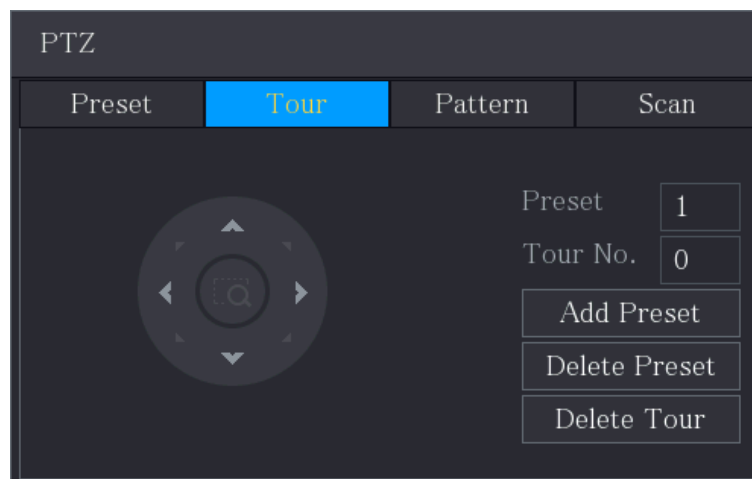 PTZ
Preset Tour Pattern Scan
Preset 1
Tour No. 0
Add Preset
Delete Preset
Delete Tour